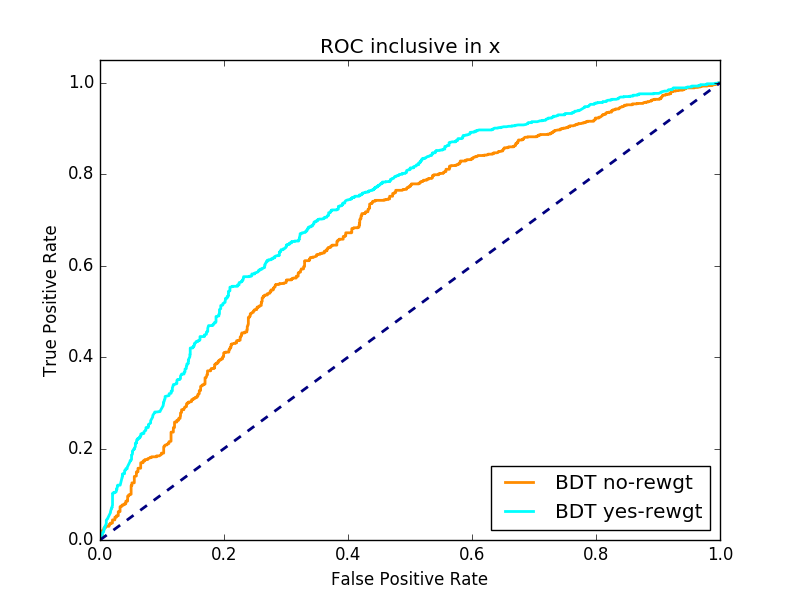 ROC inclusive in x
1.0
0.8
0.6
0.4
0.2
0.0
True Positive Rate
BDT no-rewgt
BDT yes-rewgt
0.0 0.2 0.4 0.6 0.8 1.0
False Positive Rate